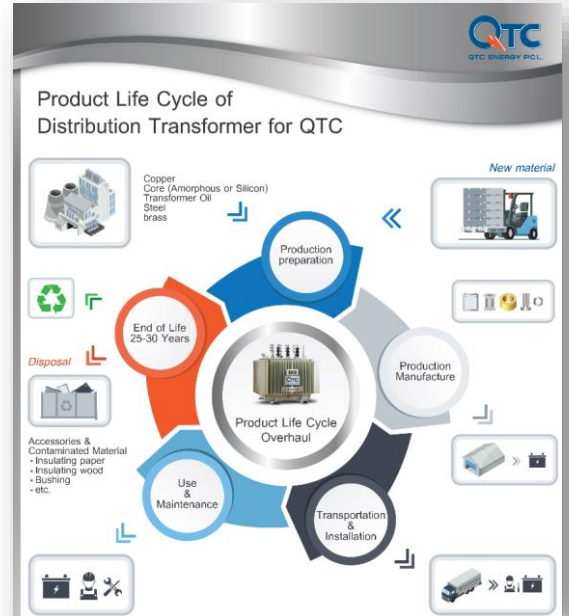 QTC
QTC ENERGY PCL.
Product Life Cycle of
Distribution Transformer for QTC
New material
Copper
Core (Amorphous or Silicon)
Transformer Oil
Steel
brass
Production
preparation
End of Life
25-30 Years
Production
Manufacture
Disposal
QTC
Product Life Cycle
Overhaul
Accessories &
Contaminated Material
- Insulating paper
- Insulating wood
- Bushing
- etc.
Use
&
Maintenance
Transportation
&
Installation